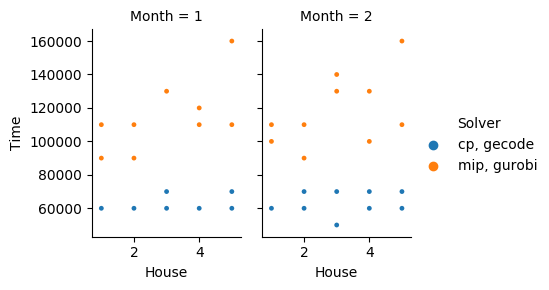 Month = 1
Month = 2
160000
140000
120000
100000
80000
60000
Time
2
4
2
4
House
House
Solver
cp, gecode
mip, gurobi